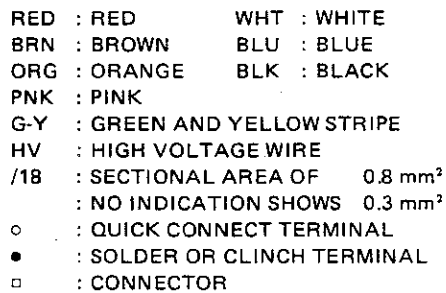 RED : RED WHT : WHITE
BRN : BROWN BLU : BLUE
ORG : ORANGE BLK : BLACK
PNK : PINK
G-Y : GREEN AND YELLOW STRIPE
HV : HIGH VOLTAGE WIRE
/18 : SECTIONAL AREA OF 0.8 mm²
: NO INDICATION SHOWS 0.3 mm²
○ : QUICK CONNECT TERMINAL
● : SOLDER OR CLINCH TERMINAL
□ : CONNECTOR